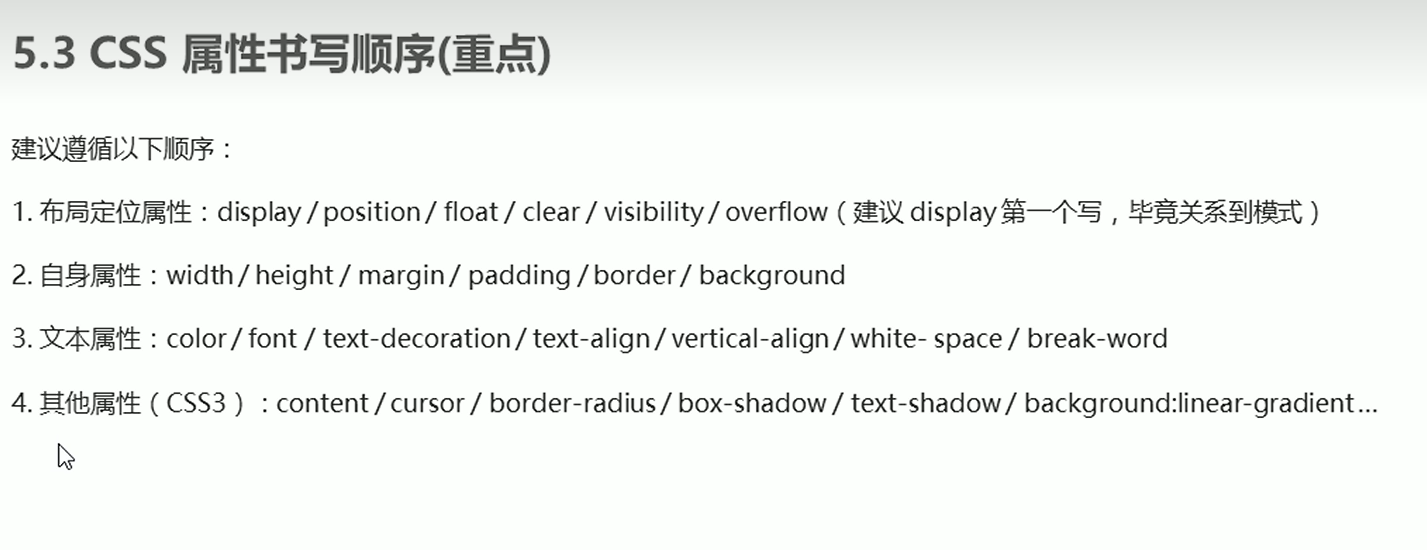 5.3 CSS 属性书写顺序(重点)
建议遵循以下顺序：
1. 布局定位属性：display / position / float / clear / visibility / overflow（建议 display 第一个写，毕竟关系到模式）
2. 自身属性：width / height / margin / padding / border / background
3. 文本属性：color / font / text-decoration / text-align / vertical-align / white- space / break-word
4. 其他属性（CSS3）：content / cursor / border-radius / box-shadow / text-shadow / background:linear-gradient…